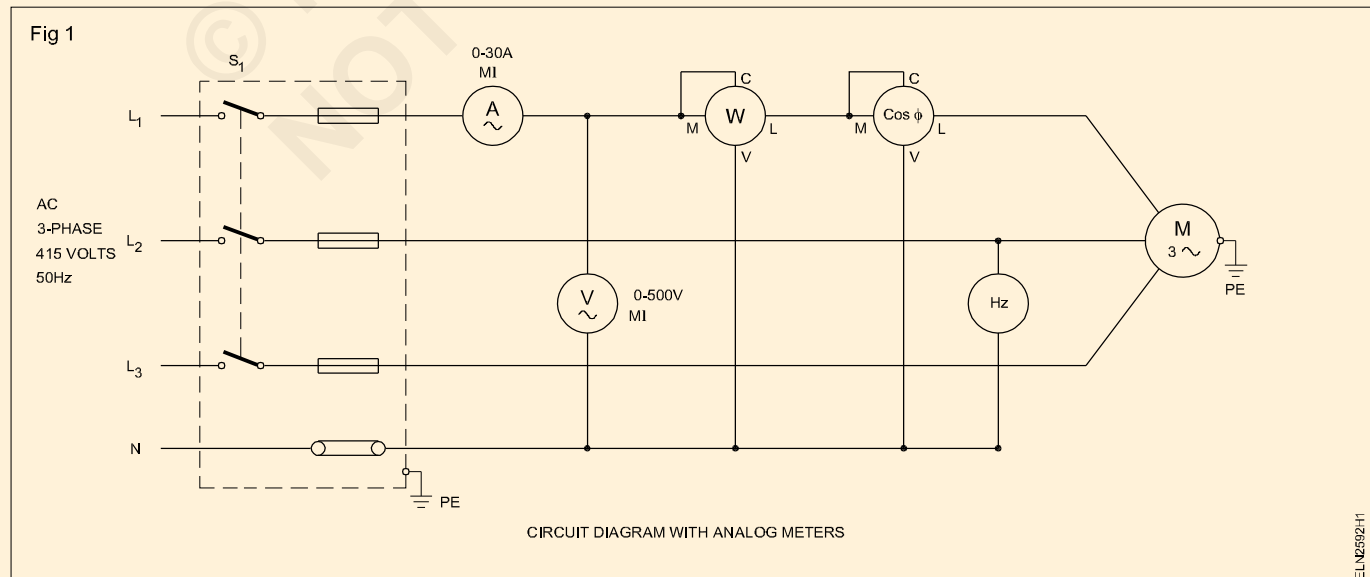 Fig 1
©
NOT
S1
0-30A
MI
A
C
C
L1
M
W
L
M
Cos ϕ
L
V
V
AC
3-PHASE
415 VOLTS
50Hz
L2
M
3
PE
V
0-500V
MI
Hz
L3
N
PE
CIRCUIT DIAGRAM WITH ANALOG METERS
ELN2592H1